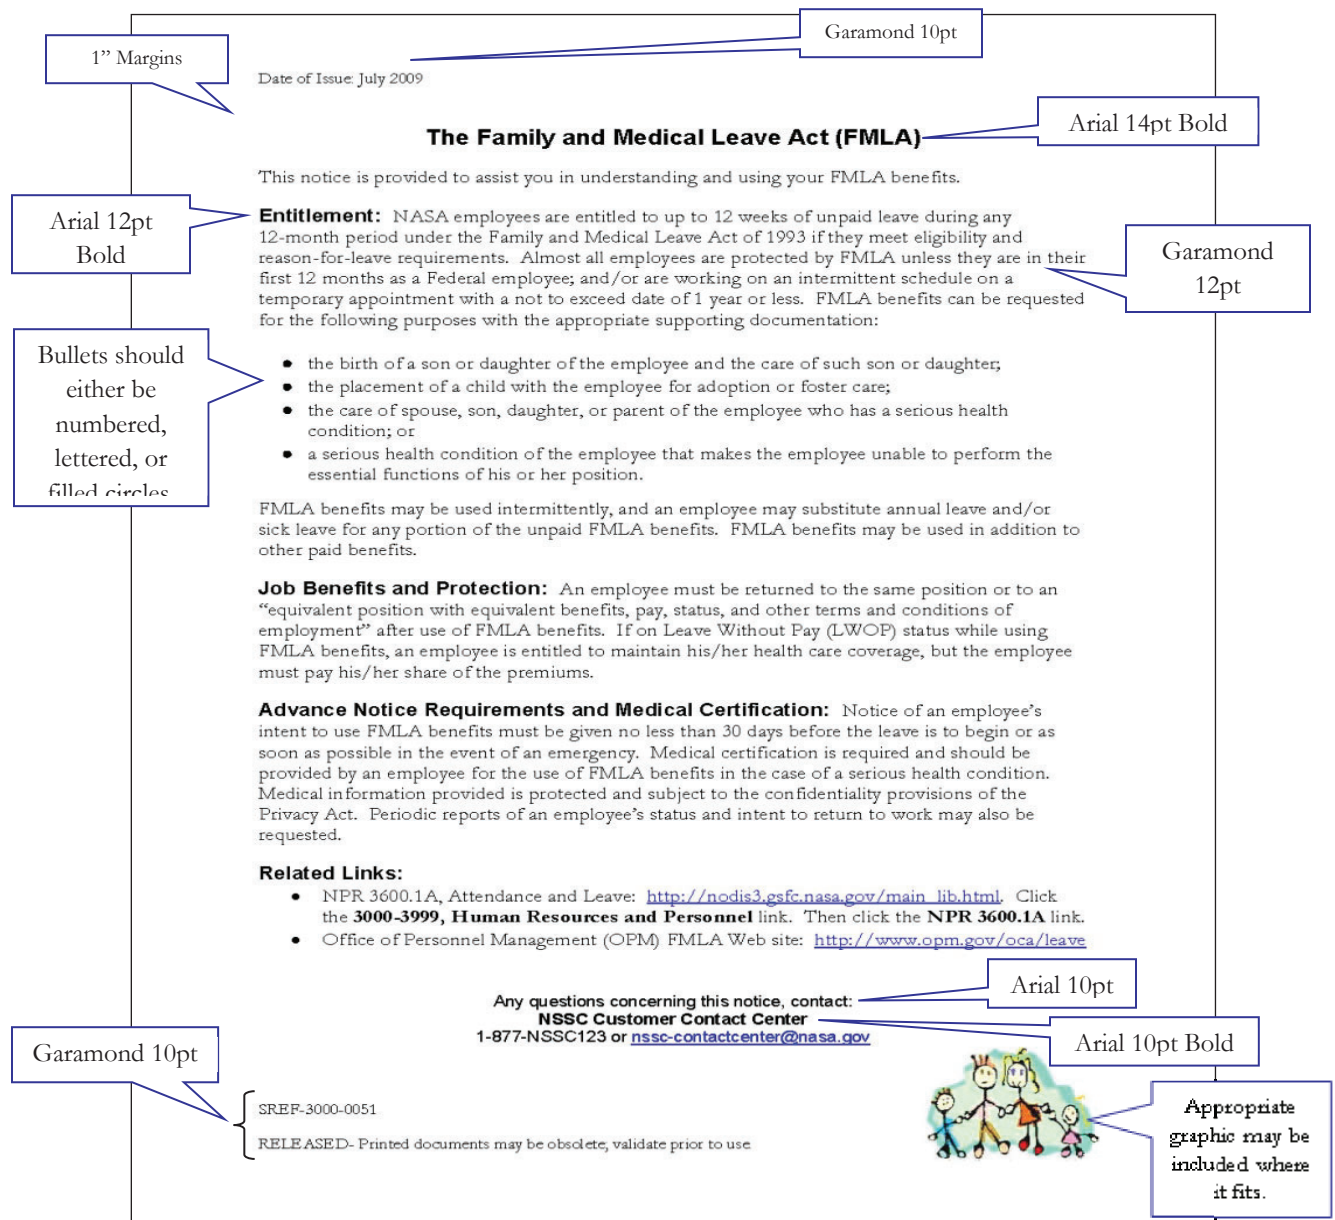 Garamond 10pt
1” Margins
Date of Issue: July 2009
Arial 14pt Bold
The Family and Medical Leave Act (FMLA)
This notice is provided to assist you in understanding and using your FMLA benefits.
Arial 12pt
Bold
Entitlement:  NASA employees are entitled to up to 12 weeks of unpaid leave during any
12-month period under the Family and Medical Leave Act of 1993 if they meet eligibility and
reason-for-leave requirements.  Almost all employees are protected by FMLA unless they are in their
first 12 months as a Federal employee; and/or are working on an intermittent schedule on a
temporary appointment with a not to exceed date of 1 year or less.  FMLA benefits can be requested
for the following purposes with the appropriate supporting documentation:
Garamond
12pt
Bullets should
either be
numbered,
lettered, or
filled circles
• the birth of a son or daughter of the employee and the care of such son or daughter;
• the placement of a child with the employee for adoption or foster care;
• the care of spouse, son, daughter, or parent of the employee who has a serious health
condition; or
• a serious health condition of the employee that makes the employee unable to perform the
essential functions of his or her position.
FMLA benefits may be used intermittently, and an employee may substitute annual leave and/or
sick leave for any portion of the unpaid FMLA benefits.  FMLA benefits may be used in addition to
other paid benefits.
Job Benefits and Protection:  An employee must be returned to the same position or to an
“equivalent position with equivalent benefits, pay, status, and other terms and conditions of
employment” after use of FMLA benefits.  If on Leave Without Pay (LWOP) status while using
FMLA benefits, an employee is entitled to maintain his/her health care coverage, but the employee
must pay his/her share of the premiums.
Advance Notice Requirements and Medical Certification:  Notice of an employee’s
intent to use FMLA benefits must be given no less than 30 days before the leave is to begin or as
soon as possible in the event of an emergency.  Medical certification is required and should be
provided by an employee for the use of FMLA benefits in the case of a serious health condition.
Medical information provided is protected and subject to the confidentiality provisions of the
Privacy Act.  Periodic reports of an employee’s status and intent to return to work may also be
requested.
Related Links:
• NPR 3600.1A, Attendance and Leave:  http://nodis3.gsfc.nasa.gov/main_lib.html.  Click
the 3000-3999, Human Resources and Personnel link.  Then click the NPR 3600.1A link.
• Office of Personnel Management (OPM) FMLA Web site:  http://www.opm.gov/oca/leave
Arial 10pt
Any questions concerning this notice, contact:
NSSC Customer Contact Center
1-877-NSSC123 or nssc-contactcenter@nasa.gov
Arial 10pt Bold
Garamond 10pt
SREF-3000-0051
RELEASED- Printed documents may be obsolete; validate prior to use
Appropriate
graphic may be
included where
it fits.